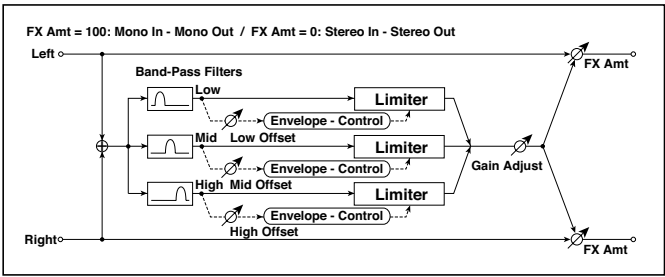 FX Amt = 100: Mono In - Mono Out / FX Amt = 0: Stereo In - Stereo Out
Left
FX Amt
Band-Pass Filters
Low
Limiter
Envelope - Control
Mid Low Offset
Limiter
Envelope - Control
Gain Adjust
High Mid Offset
Limiter
Envelope - Control
High Offset
Right
FX Amt